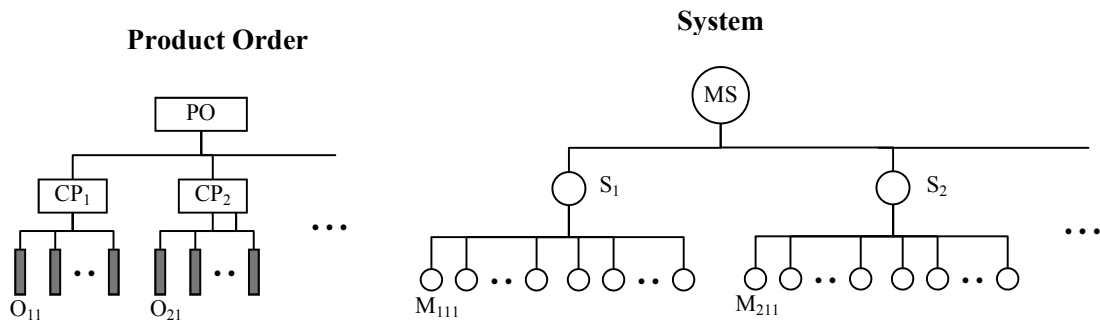 Product Order
System
PO
MS
CP₁
CP₂
S₁
S₂
...
...
.. .. .. .. .. ..
O₁₁
O₂₁
M₁₁₁
M₂₁₁